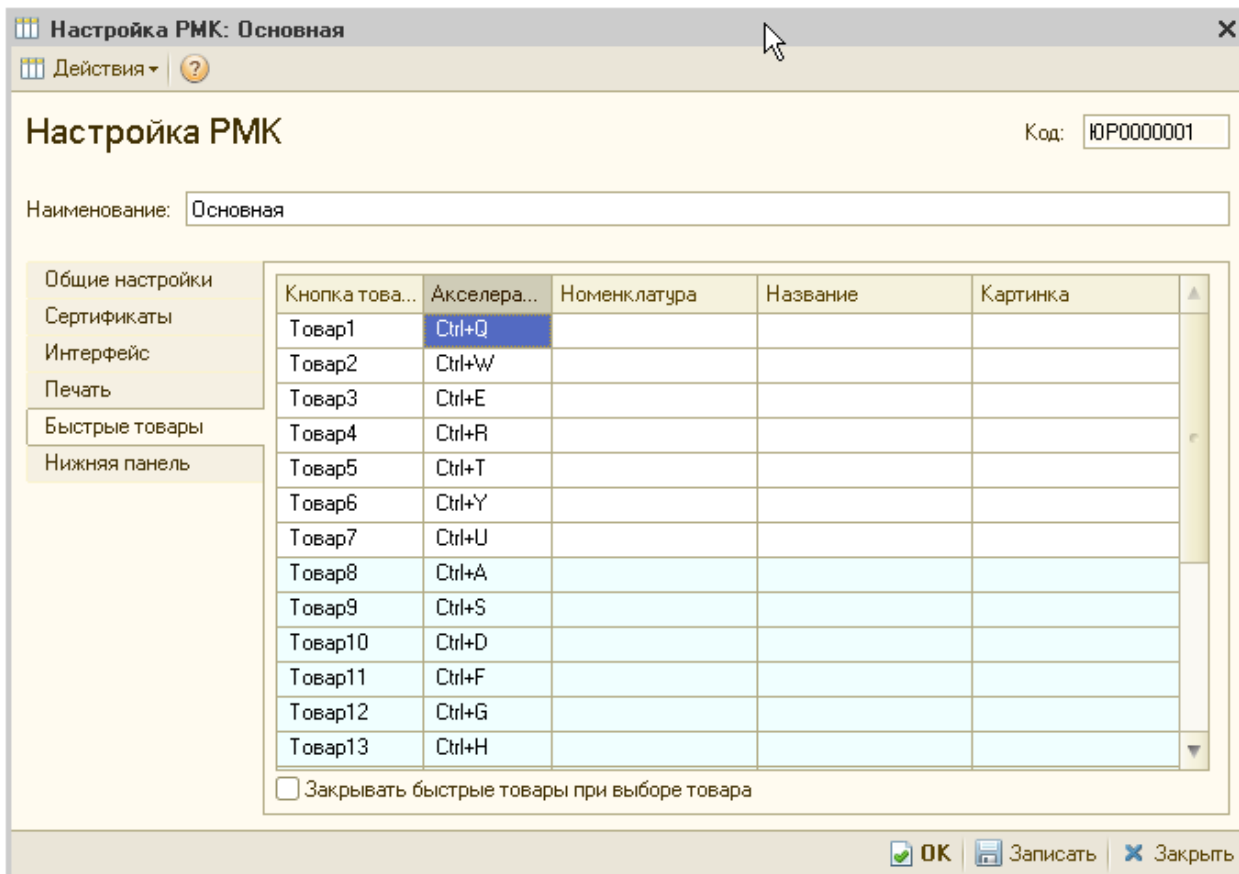 Настройка РМК: Основная
Действия
Настройка РМК
Код: ЮР0000001
Наименование: Основная
Общие настройки
Сертификаты
Интерфейс
Печать
Быстрые товары
Нижняя панель
Кнопка това... Акселера... Номенклатура Название Картинка
Товар1 Ctrl+Q
Товар2 Ctrl+W
Товар3 Ctrl+E
Товар4 Ctrl+R
Товар5 Ctrl+T
Товар6 Ctrl+Y
Товар7 Ctrl+U
Товар8 Ctrl+A
Товар9 Ctrl+S
Товар10 Ctrl+D
Товар11 Ctrl+F
Товар12 Ctrl+G
Товар13 Ctrl+H
Закрывать быстрые товары при выборе товара
OK Записать Закрыть